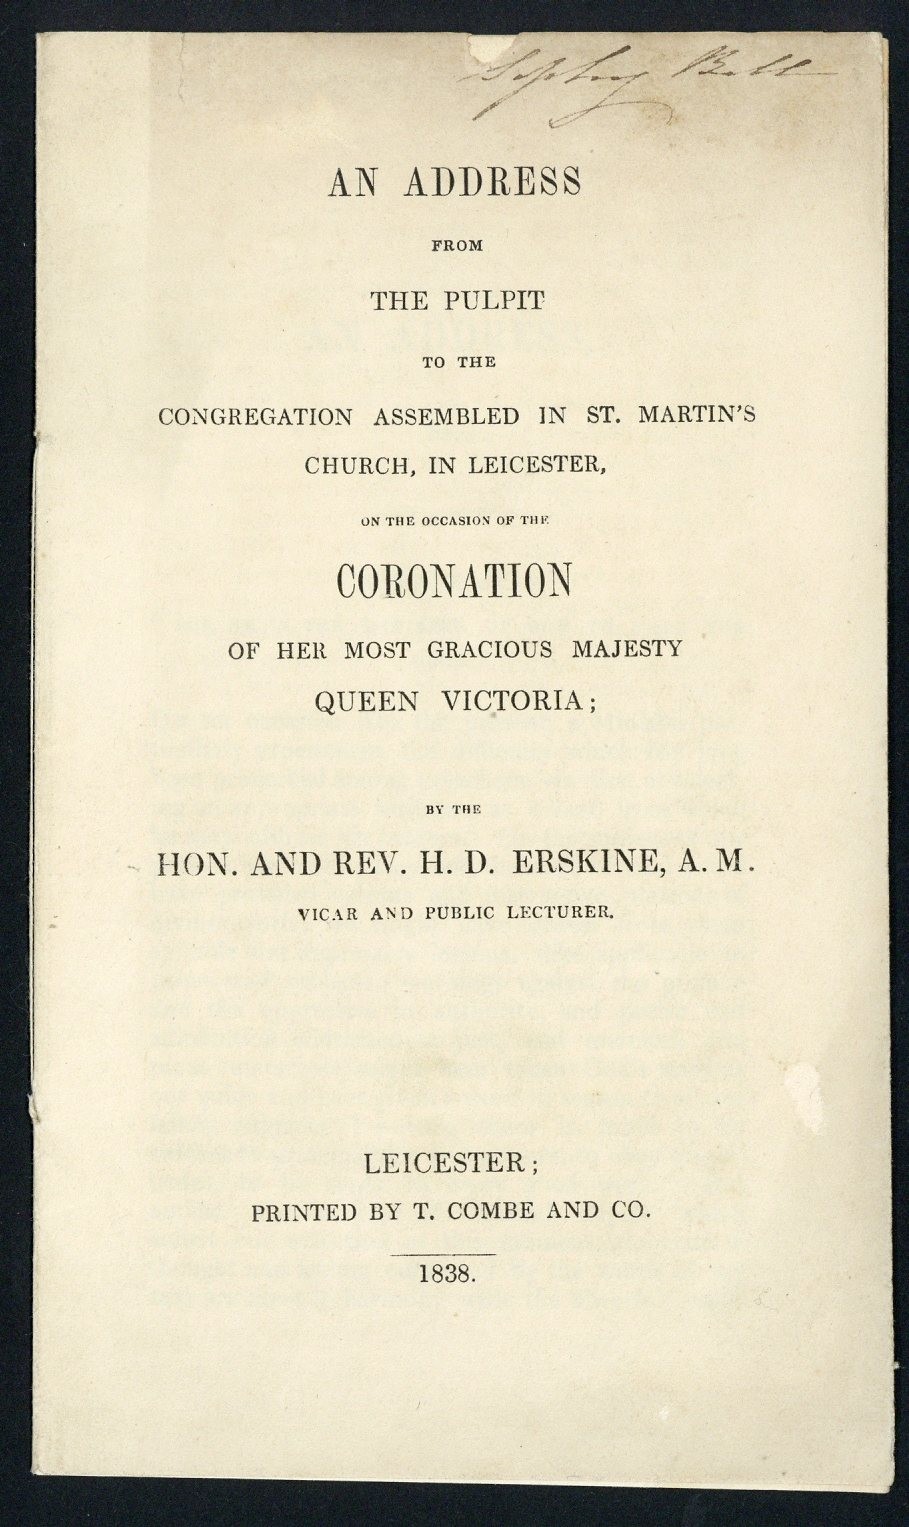 Bell
AN ADDRESS
FROM
THE PULPIT
TO THE
CONGREGATION ASSEMBLED IN ST. MARTIN'S
CHURCH, IN LEICESTER,
ON THE OCCASION OF THE
CORONATION
OF HER MOST GRACIOUS MAJESTY
QUEEN VICTORIA;
BY THE
HON. AND REV. H. D. ERSKINE, A. M.
VICAR AND PUBLIC LECTURER.
LEICESTER;
PRINTED BY T. COMBE AND CO.
1838.